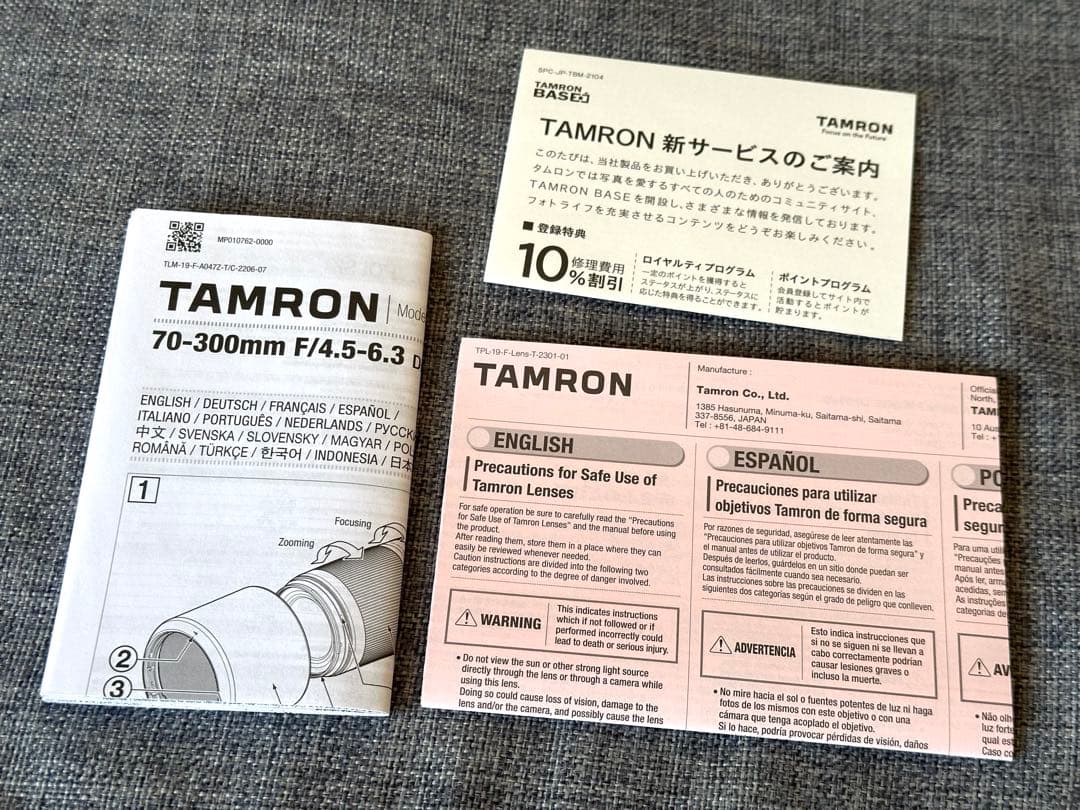 MP010762-0000
TLM-19-F-A047Z-T/C-2206-07
TAMRON
70-300mm F/4.5-6.3
ENGLISH / DEUTSCH / FRANÇAIS / ESPAÑOL /
ITALIANO / PORTUGUÊS / NEDERLANDS /
中文 / SVENSKA / SLOVENSKY / MAGYAR /
ROMÂNĂ / TÜRKÇE / 한국어 / INDONESIA /
1
Focusing
Zooming
2
3
SPC-JP-TBM-2104
TAMRON
BASE
TAMRON
Focus on the Future
TAMRON 新サービスのご案内
このたびは、当社製品をお買い上げいただき、ありがとうございます。
タムロンでは写真を愛するすべての人のためのコミュニティサイト、
TAMRON BASEを開設し、さまざまな情報を発信しております。
フォトライフを充実させるコンテンツをどうぞお楽しみください。
■ 登録特典
修理費用
10%割引
ロイヤルティプログラム
一定のポイントを獲得すると
ステータスが上がり、ステータスに
応じた特典を得ることができます。
ポイントプログラム
会員登録してサイト内で
活動するとポイントが
貯まります。
TPL-19-F-Lens-T-2301-01
TAMRON
Manufacture :
Tamron Co., Ltd.
1385 Hasunuma, Minuma-ku, Saitama-shi, Saitama
337-8556, JAPAN
Tel : +81-48-684-9111
North,
10
Tel : +
ENGLISH
Precautions for Safe Use of
Tamron Lenses
For safe operation be sure to carefully read the "Precautions
for Safe Use of Tamron Lenses" and the manual before using
the product.
After reading them, store them in a place where they can
easily be reviewed whenever needed.
Caution instructions are divided into the following two
categories according to the degree of danger involved.
WARNING
This indicates instructions
which if not followed or if
performed incorrectly could
lead to death or serious injury.
• Do not view the sun or other strong light source
directly through the lens or through a camera while
using this lens.
Doing so could cause loss of vision, damage to the
lens and/or the camera, and possibly cause the lens
ESPAÑOL
Precauciones para utilizar
objetivos Tamron de forma segura
Por razones de seguridad, asegúrese de leer atentamente las
"Precauciones para utilizar objetivos Tamron de forma segura" y
el manual antes de utilizar el producto.
Después de leerlos, guárdelos en un sitio donde puedan ser
consultados fácilmente cuando sea necesario.
Las instrucciones sobre las precauciones se dividen en las
siguientes dos categorías según el grado de peligro que conlleven.
ADVERTENCIA
Esto indica instrucciones que
si no se siguen ni se llevan a
cabo correctamente podrían
causar lesiones graves o
incluso la muerte.
• No mire hacia el sol o fuentes potentes de luz ni haga
fotos de los mismos con este objetivo o con una
cámara que tenga acoplado el objetivo.
Si lo hace, podría provocar pérdidas de visión, daños
Para uma
manual antes
Após ler,
As instruções
categorias de
• Não
luz
qual
Caso